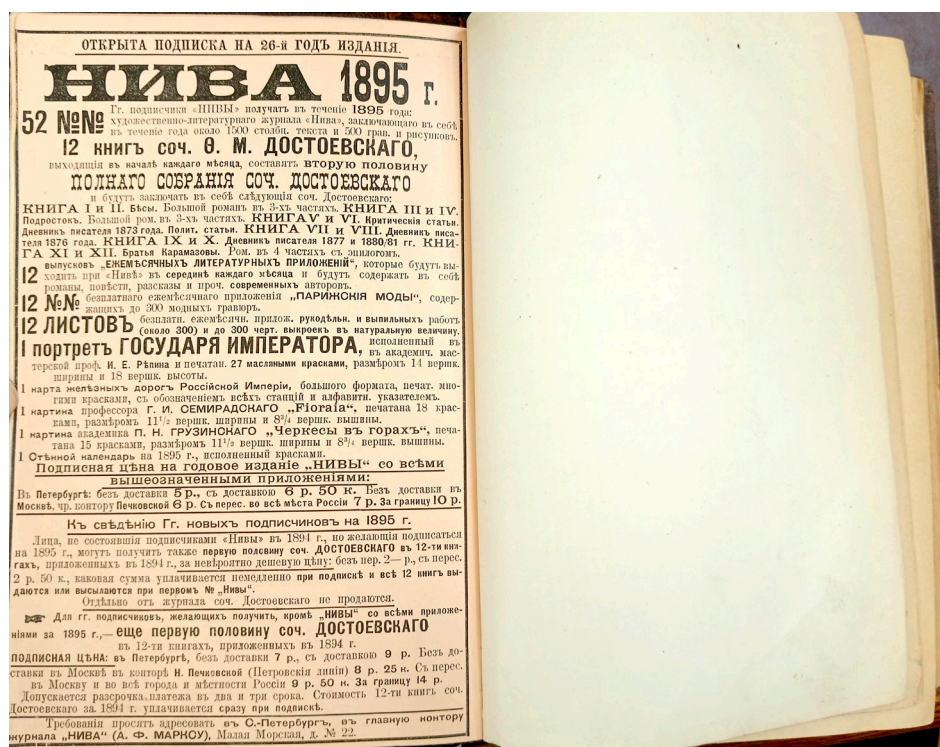 ОТКРЫТА ПОДПИСКА НА 26-й ГОДЪ ИЗДАНІЯ.
НИВА 1895 г.
Гг. подписчики «НИВЫ» получатъ въ теченіе 1895 года:
52 №№ художественно-литературнаго журнала «Нива», заключающаго въ себѣ
въ теченіе года около 1500 столбц. текста и 500 грав. и рисунковъ.
12 книгъ соч. Ѳ. М. ДОСТОЕВСКАГО,
выходящія въ началѣ каждаго мѣсяца, составятъ ВТОРУЮ ПОЛОВИНУ
ПОЛНАГО СОБРАНІЯ СОЧ. ДОСТОЕВСКАГО
и будутъ заключать въ себѣ слѣдующія соч. Достоевскаго:
КНИГА I и II. Бѣсы. Большой романъ въ 3-хъ частяхъ. КНИГА III и IV.
Подростокъ. Большой ром. въ 3-хъ частяхъ. КНИГА V и VI. Критическія статьи.
Дневникъ писателя 1873 года. Полит. статьи. КНИГА VII и VIII. Дневникъ писа-
теля 1876 года. КНИГА IX и X. Дневникъ писателя 1877 и 1880/81 гг. КНИ-
ГА XI и XII. Братья Карамазовы. Ром. въ 4 частяхъ съ эпилогомъ.
12 выпусковъ „ЕЖЕМѢСЯЧНЫХЪ ЛИТЕРАТУРНЫХЪ ПРИЛОЖЕНІЙ", которые будутъ вы-
ходить при «Нивѣ» въ серединѣ каждаго мѣсяца и будутъ содержать въ себѣ
романы, повѣсти, разсказы и проч. современныхъ авторовъ.
12 №№ безплатнаго ежемѣсячнаго приложенія „ПАРИЖСКІЯ МОДЫ", содер-
жащихъ до 300 модныхъ гравюръ.
12 ЛИСТОВЪ безплатн. ежемѣсячн. прилож. рукодѣльн. и выпильныхъ работъ
(около 300) и до 300 черт. выкроекъ въ натуральную величину.
1 портретъ ГОСУДАРЯ ИМПЕРАТОРА, исполненный въ
въ академич. мас-
терской проф. И. Е. Рѣпина и печатан. 27 масляными красками, размѣромъ 14 вершк.
ширины и 18 вершк. высоты.
1 карта желѣзныхъ дорогъ Россійской Имперіи, большого формата, печат. мно-
гими красками, съ обозначеніемъ всѣхъ станцій и алфавитн. указателемъ.
1 картина профессора Г. И. СЕМИРАДСКАГО „Fioraia", печатана 18 крас-
ками, размѣромъ 11 1/2 вершк. ширины и 8 3/4 вершк. вышины.
1 картина академика П. Н. ГРУЗИНСКАГО „Черкесы въ горахъ", печа-
тана 15 красками, размѣромъ 11 1/2 вершк. ширины и 8 3/4 вершк. вышины.
1 Стѣнной календарь на 1895 г., исполненный красками.
Подписная цѣна на годовое изданіе „НИВЫ" со всѣми
вышеозначенными приложеніями:
Въ Петербургѣ: безъ доставки 5 р., съ доставкою 6 р. 50 к. Безъ доставки въ
Москвѣ, чр. контору Печковской 6 р. Съ перес. во всѣ мѣста Россіи 7 р. За границу 10 р.
Къ свѣдѣнію Гг. новыхъ подписчиковъ на 1895 г.
Лица, не состоявшія подписчиками «Нивы» въ 1894 г., но желающія подписаться
на 1895 г., могутъ получить также первую половину соч. ДОСТОЕВСКАГО въ 12-ти кни-
гахъ, приложенныхъ въ 1894 г., за невѣроятно дешевую цѣну: безъ пер. 2— р., съ перес.
2 р. 50 к., каковая сумма уплачивается немедленно при подпискѣ и всѣ 12 книгъ вы-
даются или высылаются при первомъ № „Нивы".
Отдѣльно отъ журнала соч. Достоевскаго не продаются.
☞ Для гг. подписчиковъ, желающихъ получить, кромѣ „НИВЫ" со всѣми приложе-
ніями за 1895 г.,—еще первую половину соч. ДОСТОЕВСКАГО
въ 12-ти книгахъ, приложенныхъ въ 1894 г.
ПОДПИСНАЯ ЦѢНА: въ Петербургѣ, безъ доставки 7 р., съ доставкою 9 р. Безъ до-
ставки въ Москвѣ въ конторѣ Н. Печковской (Петровскія линіи) 8 р. 25 к. Съ перес.
въ Москву и во всѣ города и мѣстности Россіи 9 р. 50 к. За границу 14 р.
Допускается разсрочка платежа въ два и три срока. Стоимость 12-ти книгъ соч.
Достоевскаго за 1894 г. уплачивается сразу при подпискѣ.
Требованія просятъ адресовать въ С.-Петербургъ, въ главную контору
журнала „НИВА" (А. Ф. МАРКСУ), Малая Морская, д. № 22.